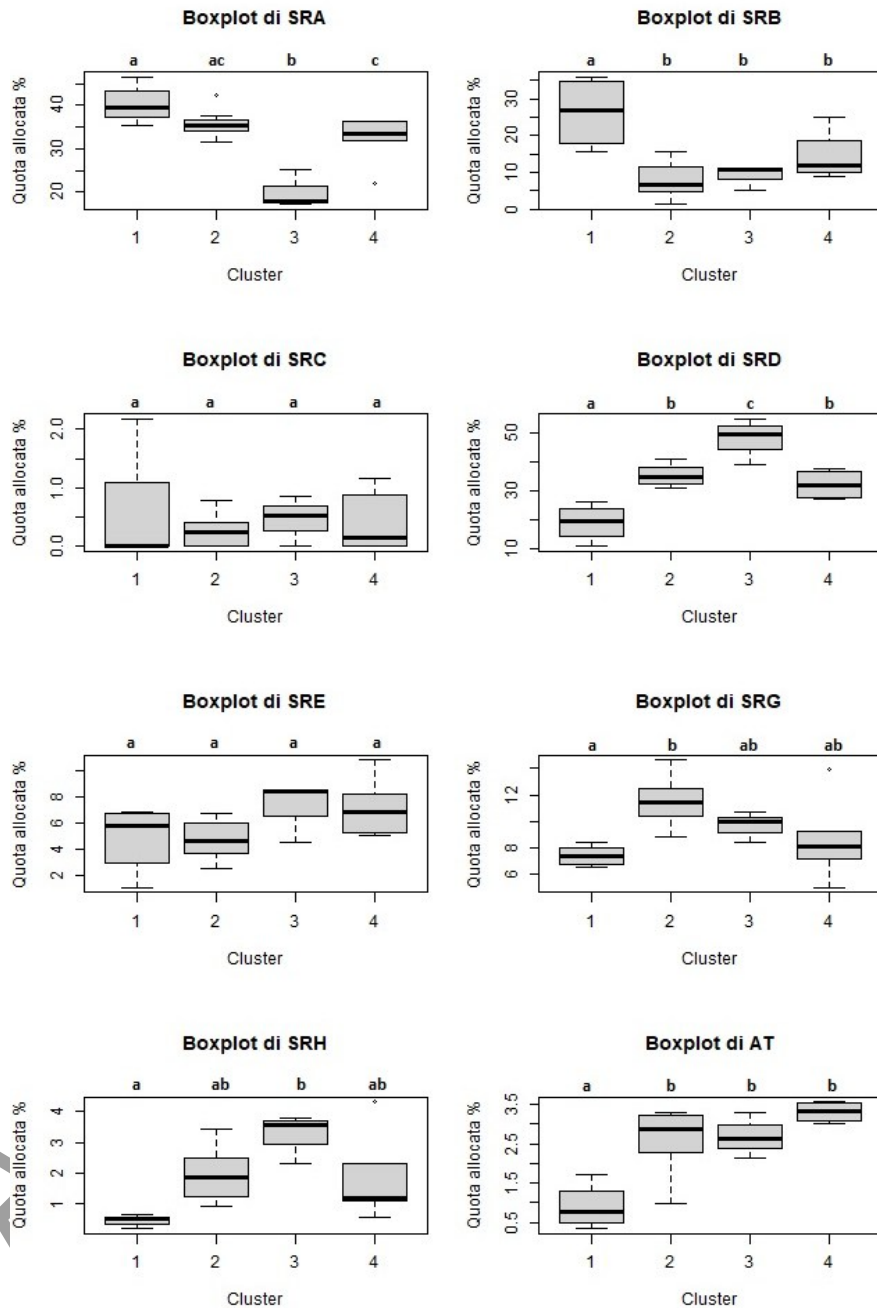 Boxplot di SRA
a ac b c
Quota allocata %
20 30 40
1 2 3 4
Cluster
Boxplot di SRB
a b b b
Quota allocata %
0 10 20 30
1 2 3 4
Cluster
Boxplot di SRC
a a a a
Quota allocata %
0.0 1.0 2.0
1 2 3 4
Cluster
Boxplot di SRD
a b c b
Quota allocata %
10 30 50
1 2 3 4
Cluster
Boxplot di SRE
a a a a
Quota allocata %
2 4 6 8
1 2 3 4
Cluster
Boxplot di SRG
a b ab ab
Quota allocata %
6 8 12
1 2 3 4
Cluster
Boxplot di SRH
a ab b ab
Quota allocata %
1 2 3 4
1 2 3 4
Cluster
Boxplot di AT
a b b b
Quota allocata %
0.5 1.5 2.5 3.5
1 2 3 4
Cluster